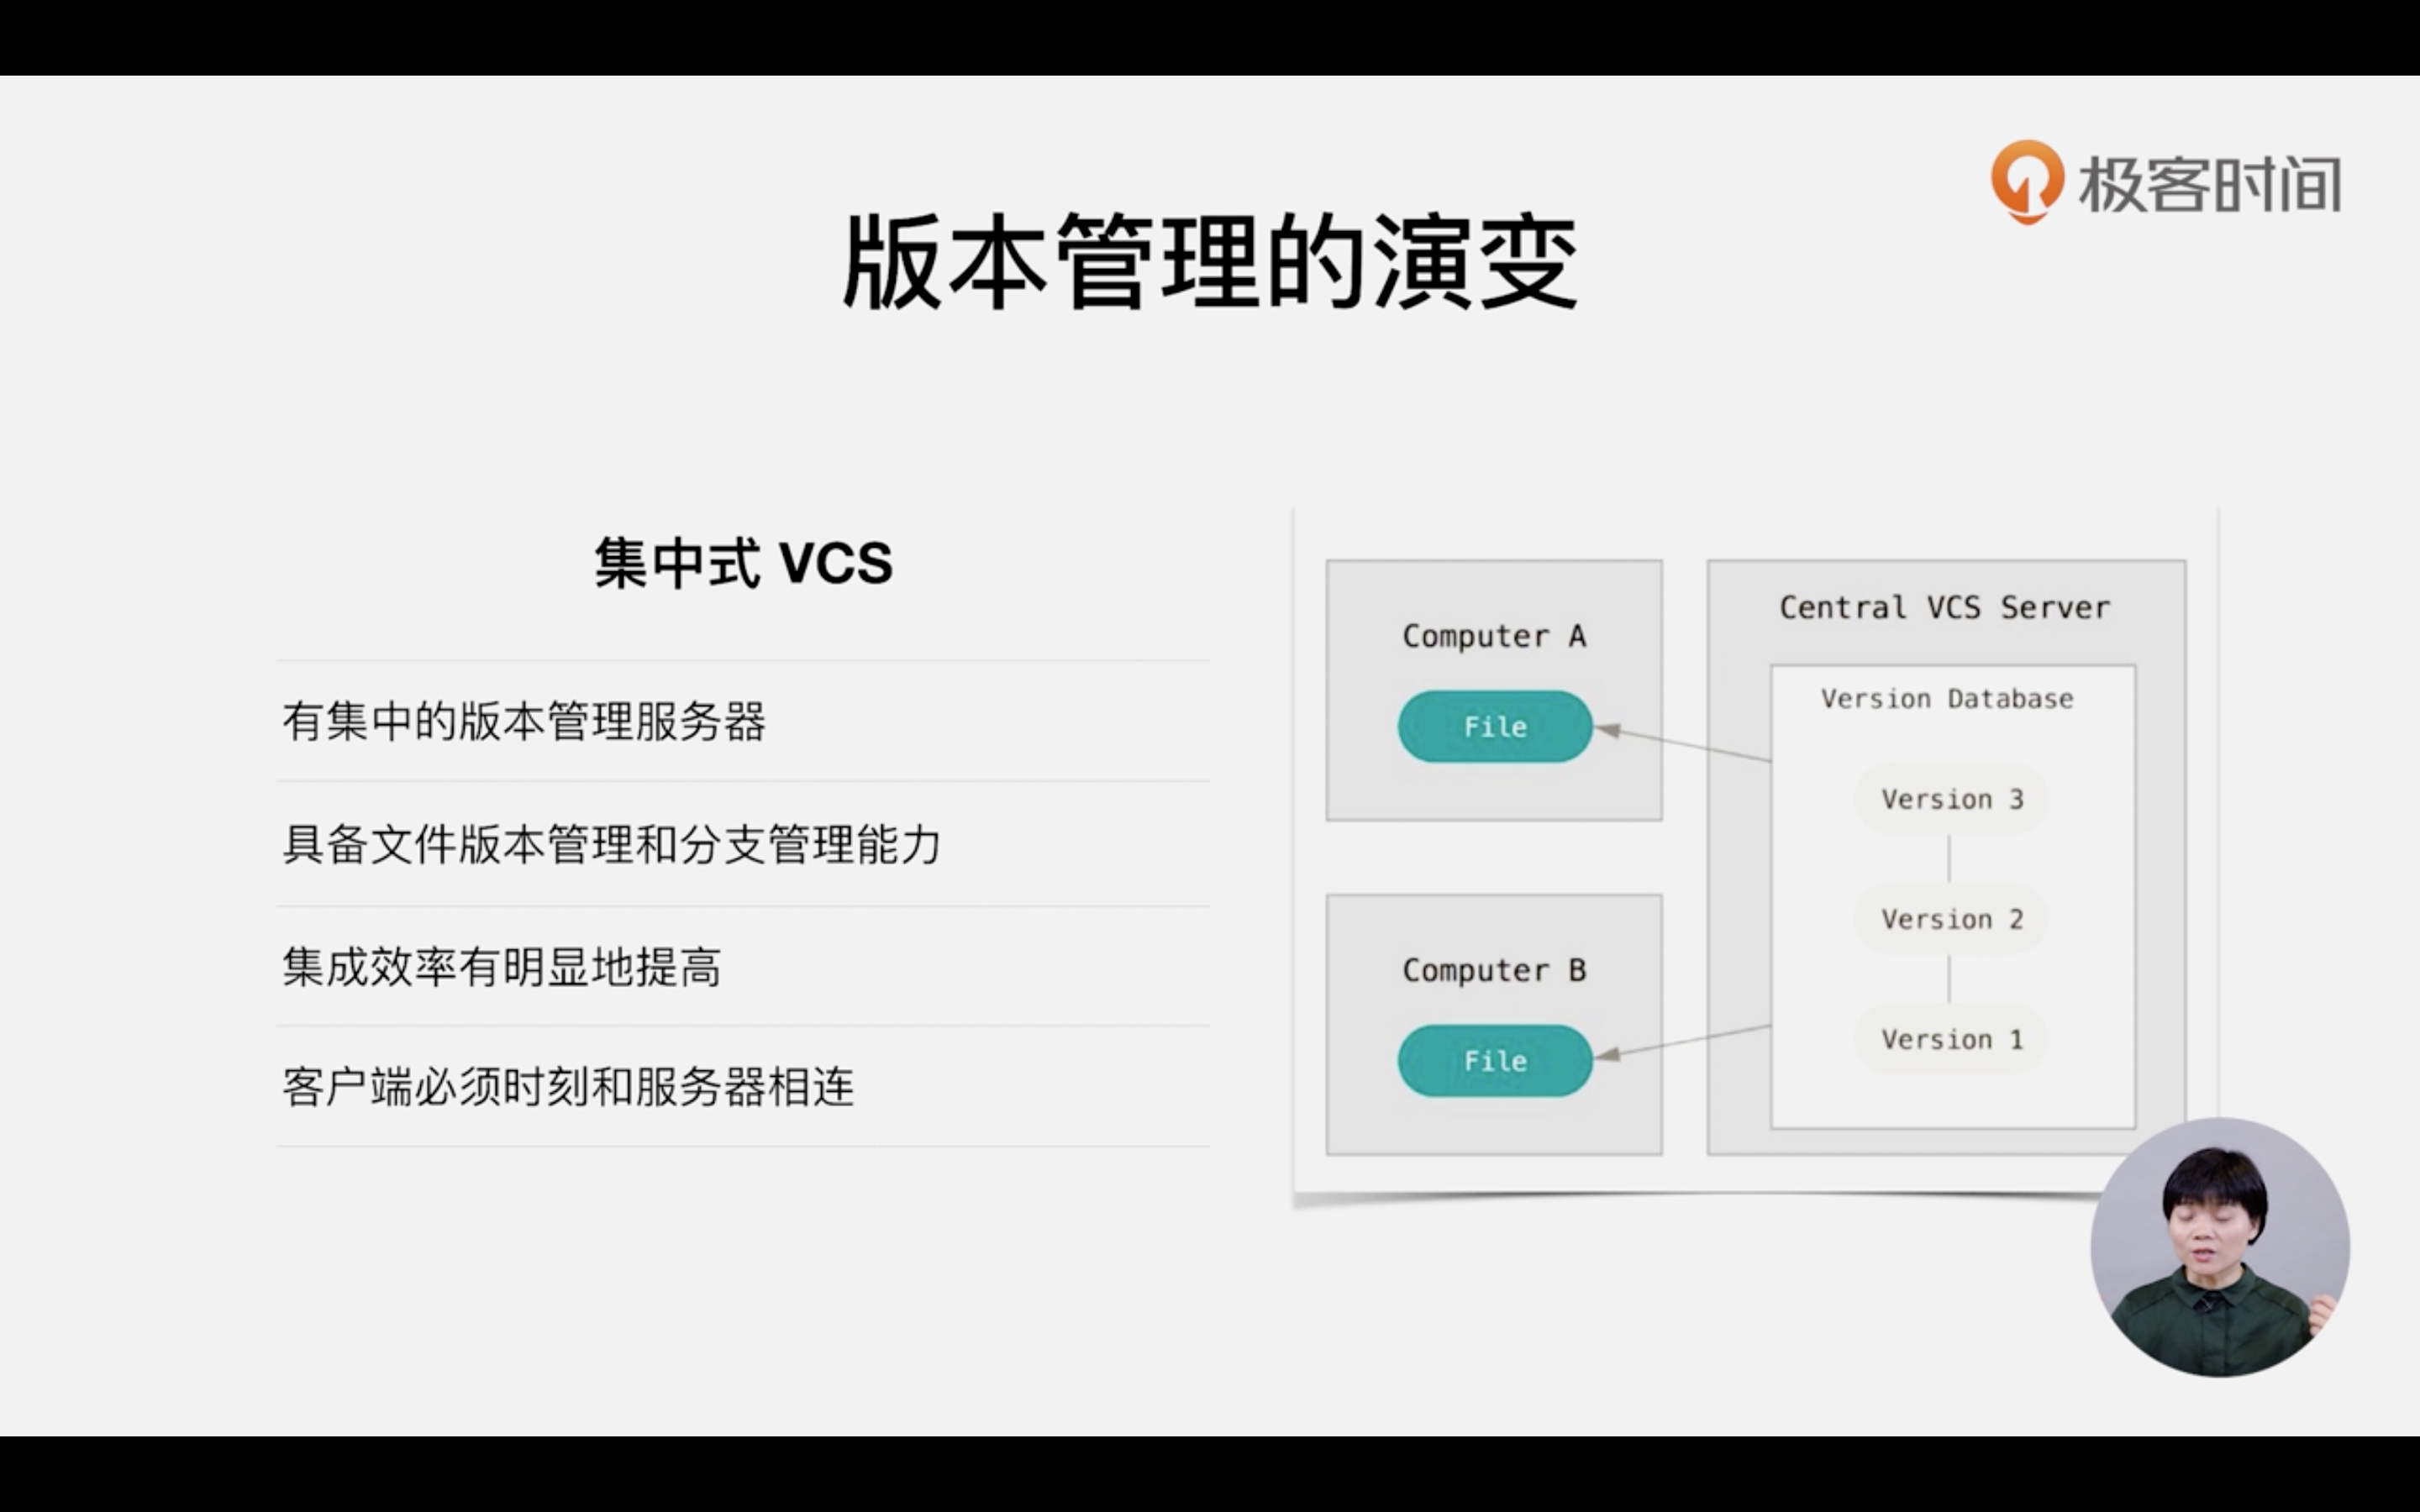 极客时间
版本管理的演变
集中式 VCS
有集中的版本管理服务器
具备文件版本管理和分支管理能力
集成效率有明显地提高
客户端必须时刻和服务器相连
Computer A
File
Computer B
File
Central VCS Server
Version Database
Version 3
Version 2
Version 1